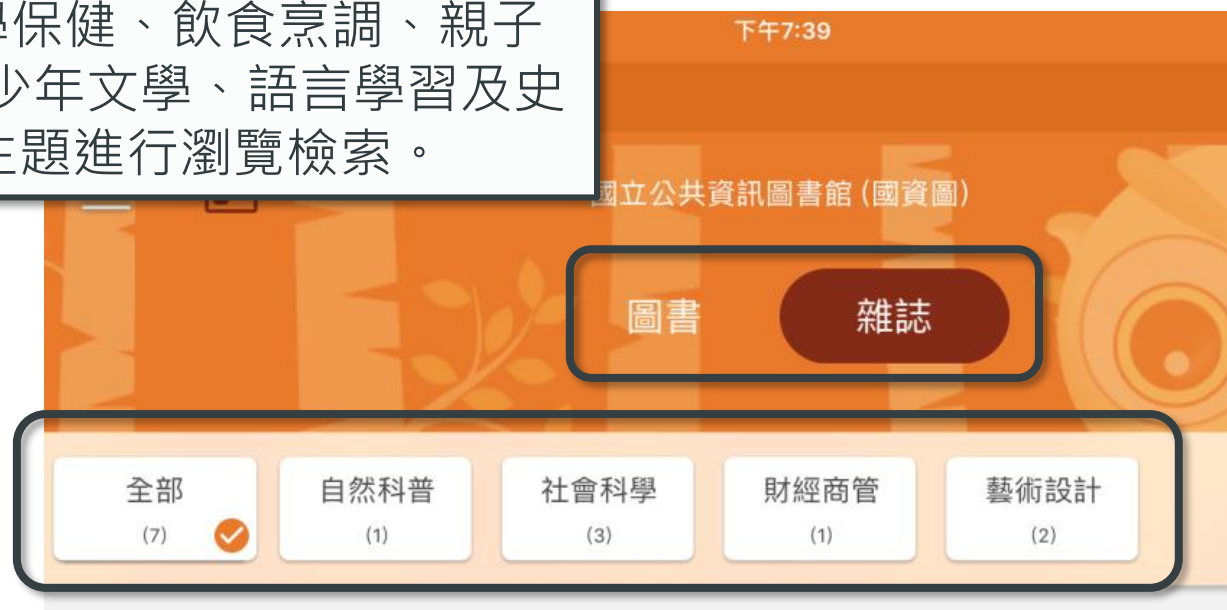 保健、飲食烹調、親子
少年文學、語言學習及史
主題進行瀏覽檢索。
下午7:39
國立公共資訊圖書館 (國資圖)
圖書 雜誌
全部 自然科普 社會科學 財經商管 藝術設計
(7) (1) (3) (1) (2)